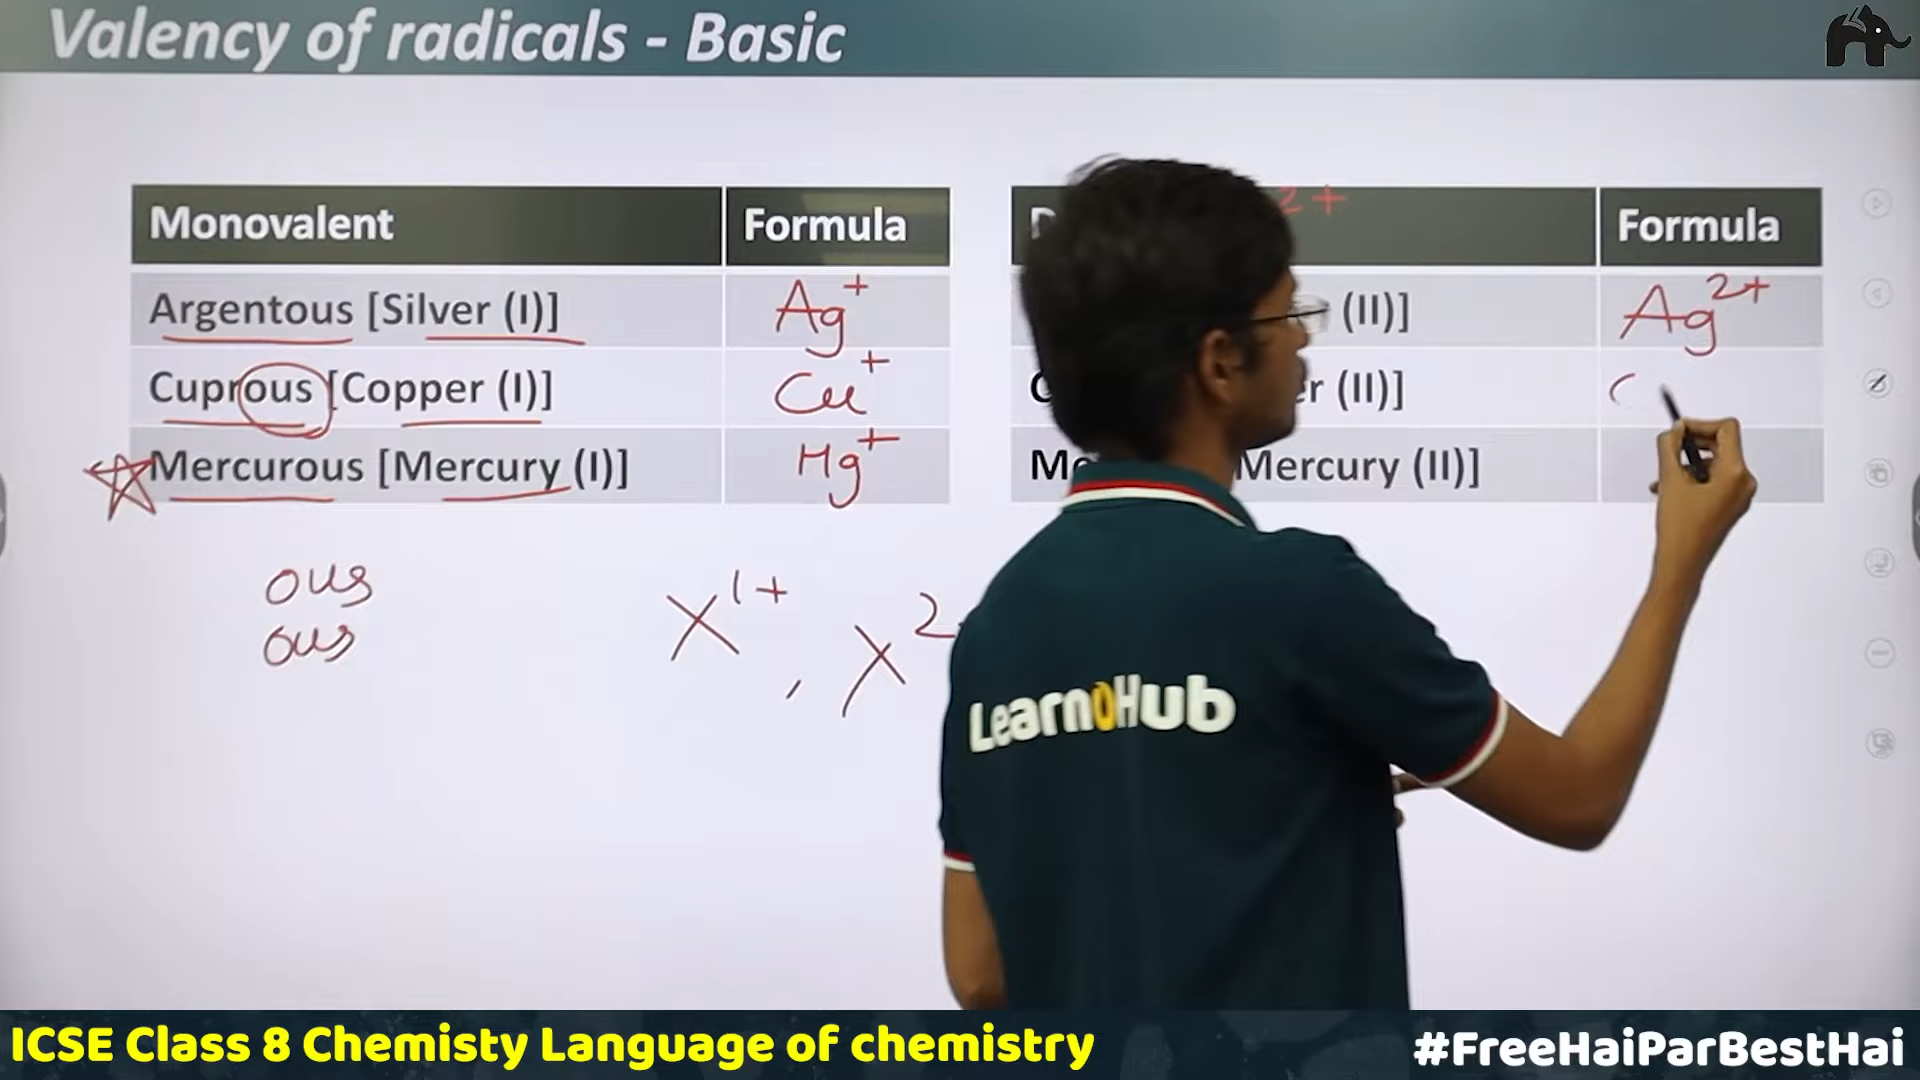 Valency of radicals - Basic
Monovalent Formula
Argentous [Silver (I)] Ag+
Cuprous [Copper (I)] Cu+
Mercurous [Mercury (I)] Hg+
2+
Formula
(II)] Ag2+
(II)]
Mercury (II)]
ous
ous
X1+ , X2
LearnoHub
ICSE Class 8 Chemisty Language of chemistry
#FreeHaiParBestHai